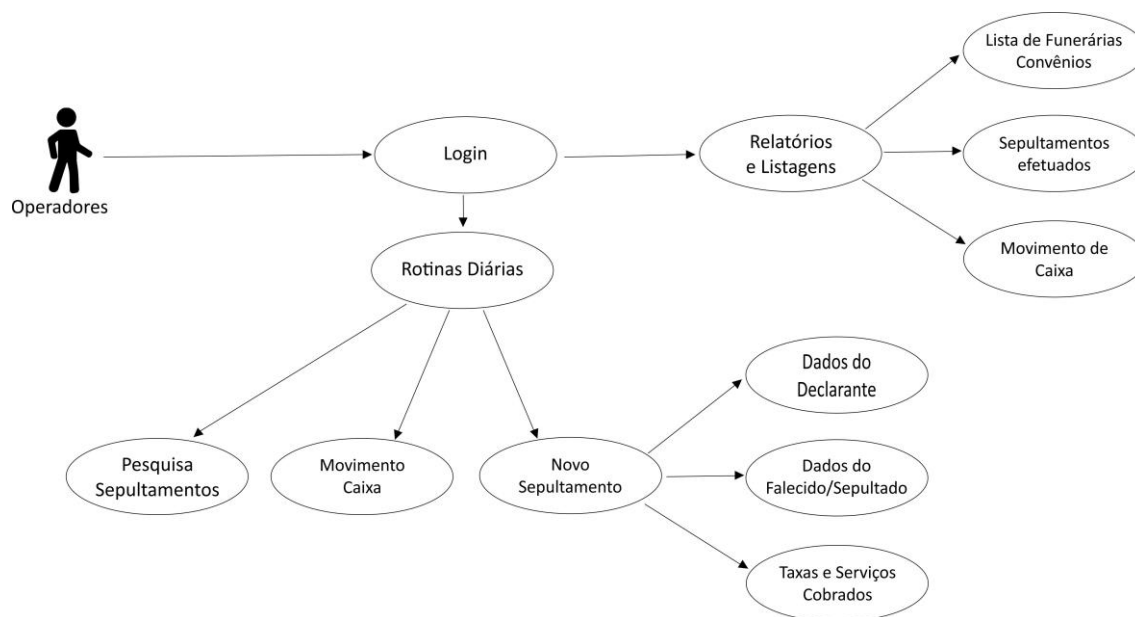 Operadores
Login
Relatórios
e Listagens
Lista de Funerárias
Convênios
Sepultamentos
efetuados
Movimento de
Caixa
Rotinas Diárias
Pesquisa
Sepultamentos
Movimento
Caixa
Novo
Sepultamento
Dados do
Declarante
Dados do
Falecido/Sepultado
Taxas e Serviços
Cobrados